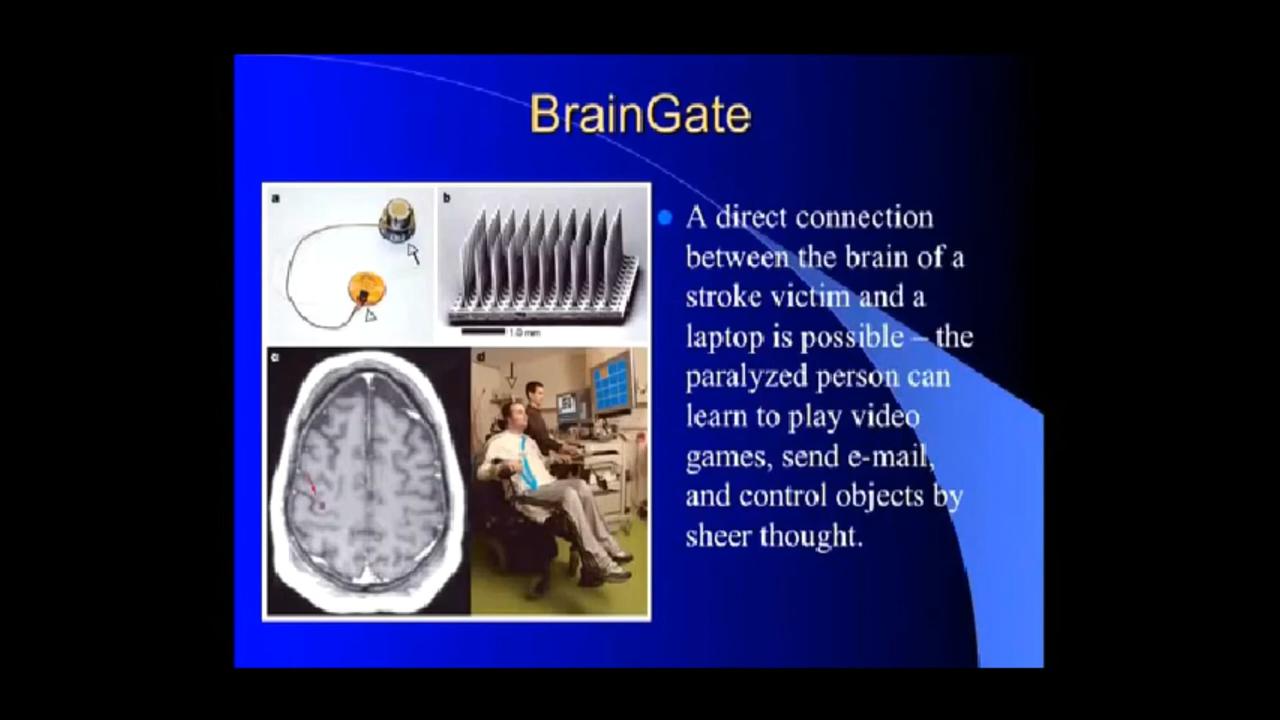 BrainGate
a
b
1.0 mm
c
d
A direct connection
between the brain of a
stroke victim and a
laptop is possible – the
paralyzed person can
learn to play video
games, send e-mail,
and control objects by
sheer thought.